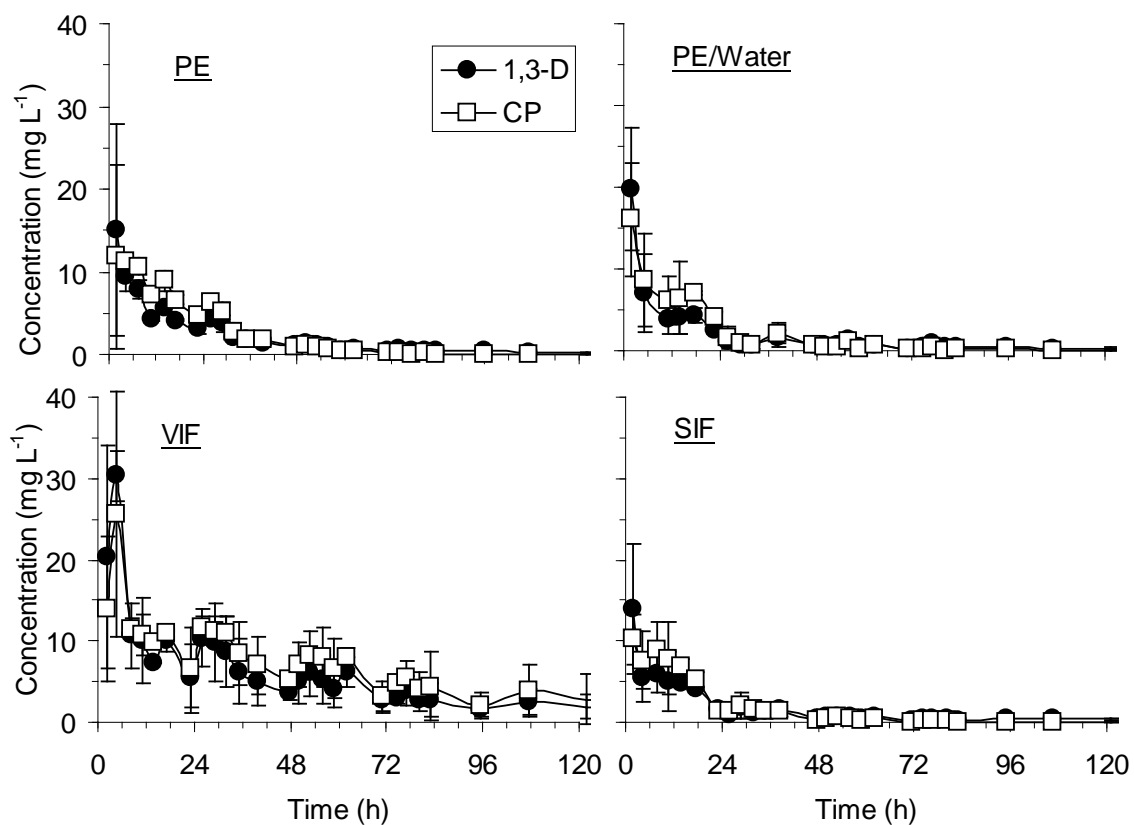 40
30
20
10
0
Concentration (mg L⁻¹)
PE
1,3-D
CP
PE/Water
40
30
20
10
0
0 24 48 72 96 120
Concentration (mg L⁻¹)
VIF
Time (h)
SIF
0 24 48 72 96 120
Time (h)